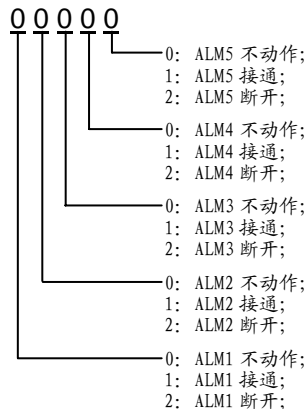 0 0 0 0 0
0: ALM5 不动作;
1: ALM5 接通;
2: ALM5 断开;
0: ALM4 不动作;
1: ALM4 接通;
2: ALM4 断开;
0: ALM3 不动作;
1: ALM3 接通;
2: ALM3 断开;
0: ALM2 不动作;
1: ALM2 接通;
2: ALM2 断开;
0: ALM1 不动作;
1: ALM1 接通;
2: ALM1 断开;